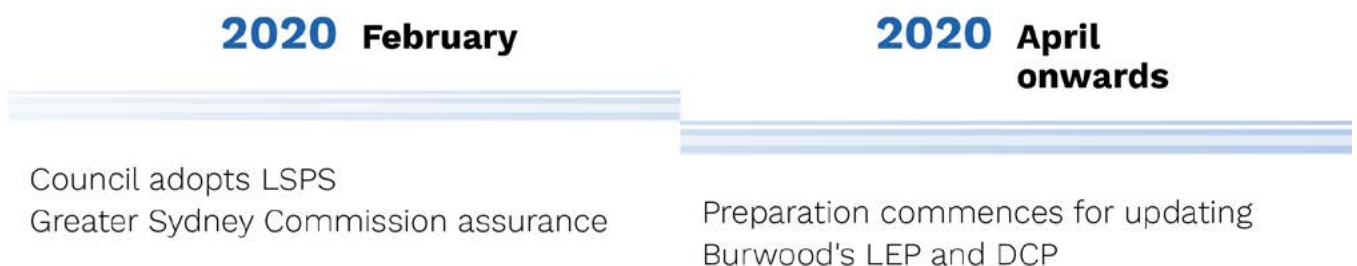 2020 February
Council adopts LSPS
Greater Sydney Commission assurance
2020 April
onwards
Preparation commences for updating
Burwood's LEP and DCP